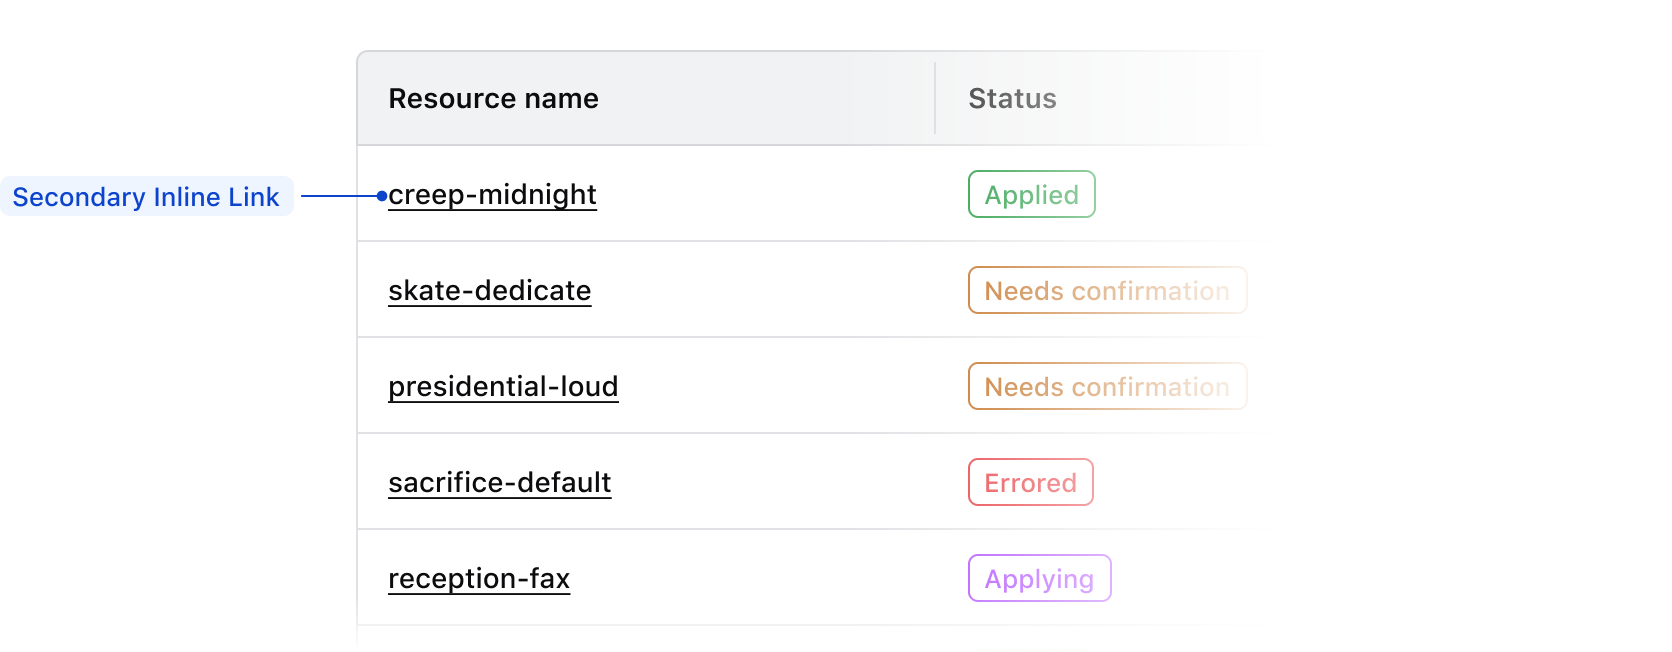 Resource name
Status
Secondary Inline Link
creep-midnight
Applied
skate-dedicate
Needs confirmation
presidential-loud
Needs confirmation
sacrifice-default
Errored
reception-fax
Applying